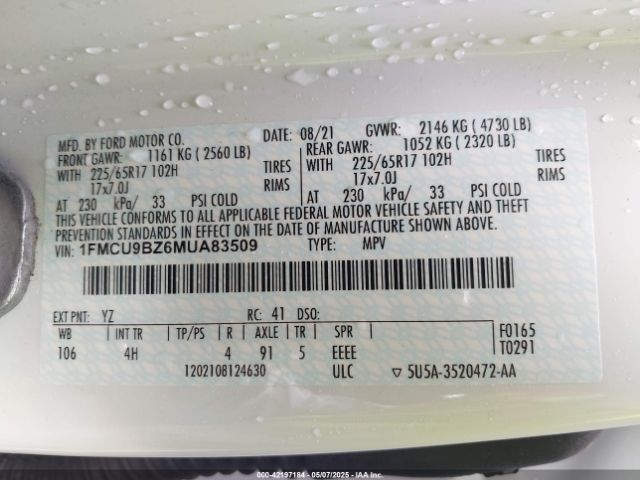 MFD. BY FORD MOTOR CO. DATE: 08/21 GVWR: 2146 KG ( 4730 LB)
FRONT GAWR: 1161 KG ( 2560 LB) REAR GAWR: 1052 KG ( 2320 LB)
WITH 225/65R17 102H TIRES WITH 225/65R17 102H TIRES
17x7.0J RIMS 17x7.0J RIMS
AT 230 kPa/ 33 PSI COLD AT 230 kPa/ 33 PSI COLD
THIS VEHICLE CONFORMS TO ALL APPLICABLE FEDERAL MOTOR VEHICLE SAFETY AND THEFT
PREVENTION STANDARDS IN EFFECT ON THE DATE OF MANUFACTURE SHOWN ABOVE.
VIN: 1FMCU9BZ6MUA83509 TYPE: MPV
EXT PNT: YZ RC: 41 DSO: F0165
WB INT TR TP/PS R AXLE TR SPR T0291
106 4H 4 91 5 EEEE
1202108124630 ULC ▽ 5U5A-3520472-AA
000-42197184 - 05/07/2025 - IAA Inc.